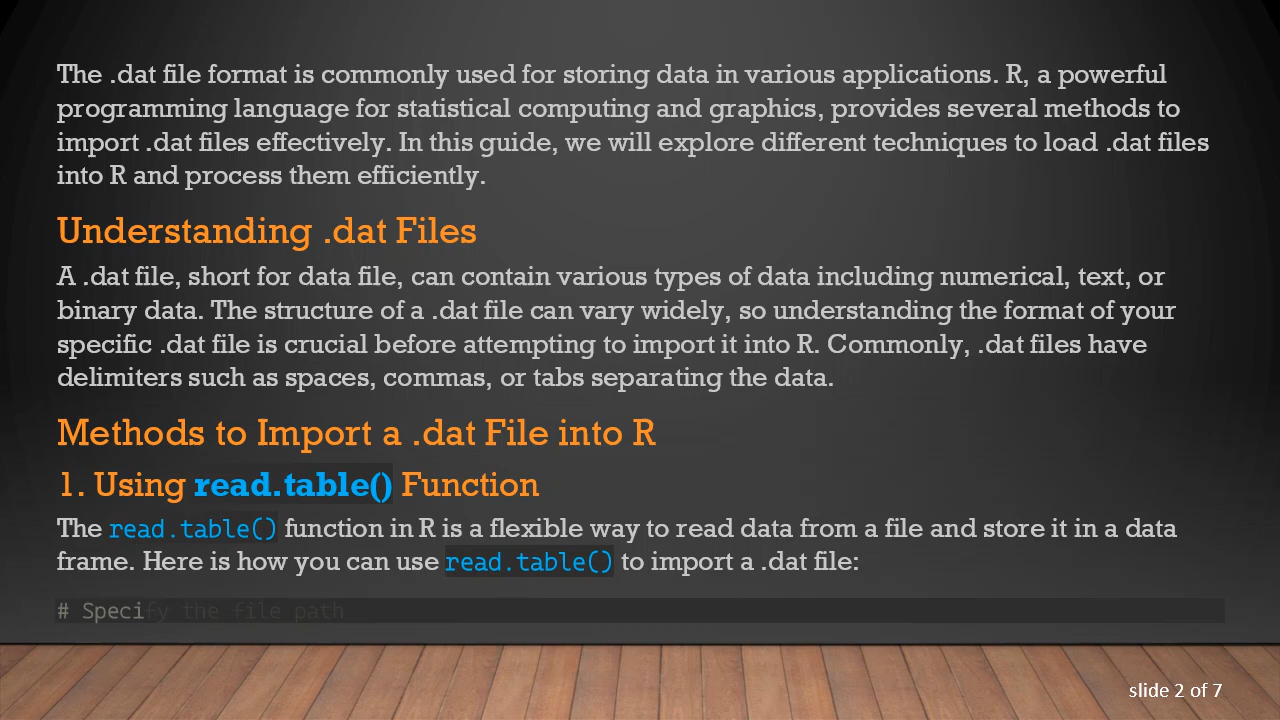 The .dat file format is commonly used for storing data in various applications. R, a powerful
programming language for statistical computing and graphics, provides several methods to
import .dat files effectively. In this guide, we will explore different techniques to load .dat files
into R and process them efficiently.
Understanding .dat Files
A .dat file, short for data file, can contain various types of data including numerical, text, or
binary data. The structure of a .dat file can vary widely, so understanding the format of your
specific .dat file is crucial before attempting to import it into R. Commonly, .dat files have
delimiters such as spaces, commas, or tabs separating the data.
Methods to Import a .dat File into R
1. Using read.table() Function
The read.table() function in R is a flexible way to read data from a file and store it in a data
frame. Here is how you can use read.table() to import a .dat file:
# Specify the file path
slide 2 of 7